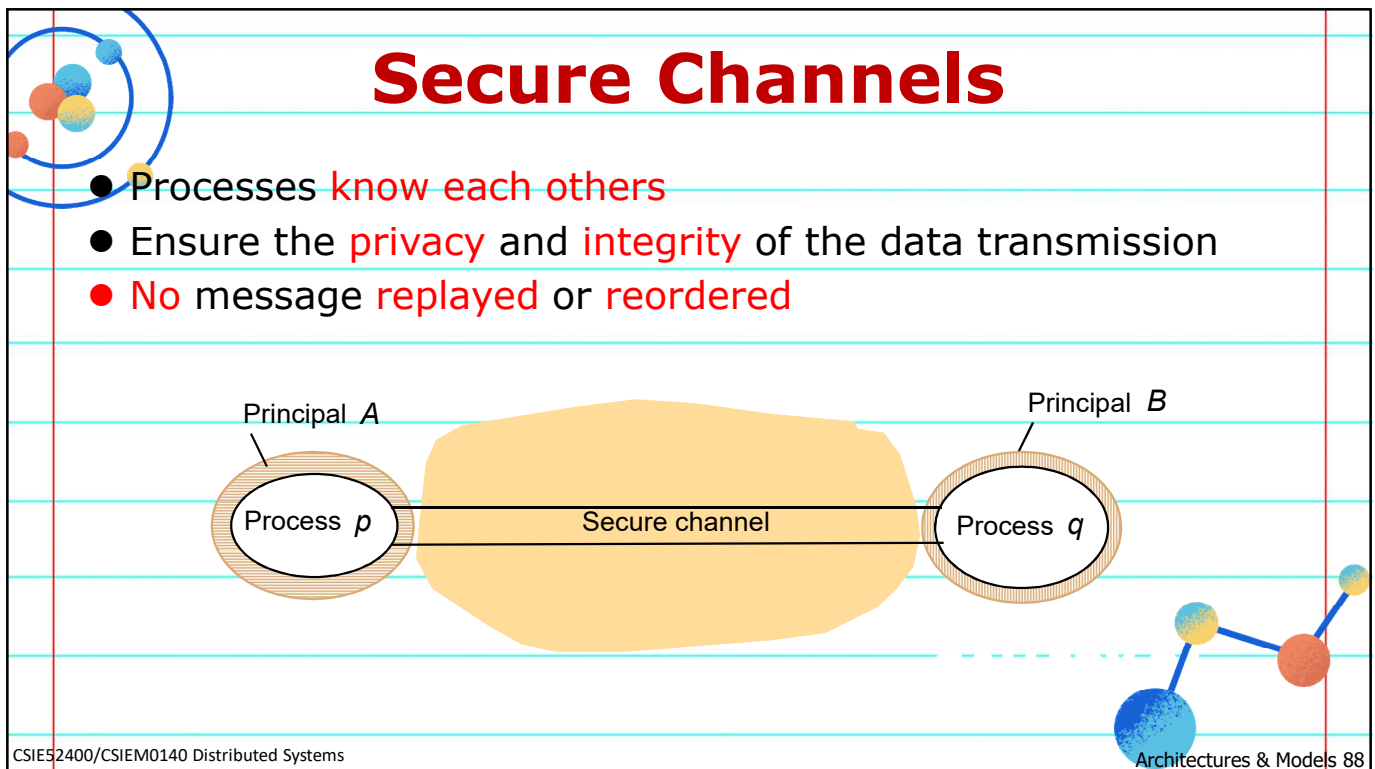 Secure Channels
● Processes know each others
● Ensure the privacy and integrity of the data transmission
● No message replayed or reordered
Principal A
Principal B
Process p
Secure channel
Process q
CSIE52400/CSIEM0140 Distributed Systems
Architectures & Models 88